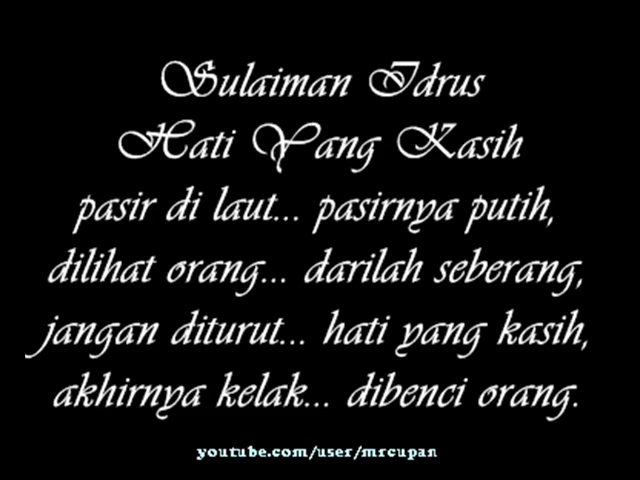 Sulaiman Idrus
Hati Yang Kasih
pasir di laut... pasirnya putih,
dilihat orang... darilah seberang,
jangan diturut... hati yang kasih,
akhirnya kelak... dibenci orang.
youtube.com/user/mrcupan